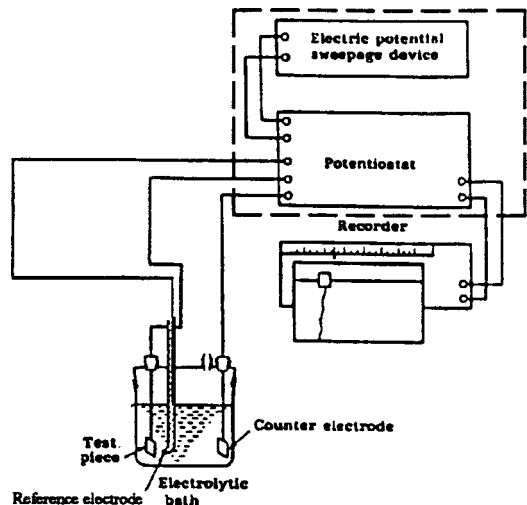 Electric potential
sweepage device
Potentiostat
Recorder
Counter electrode
Test
piece
Electrolytic
bath
Reference electrode